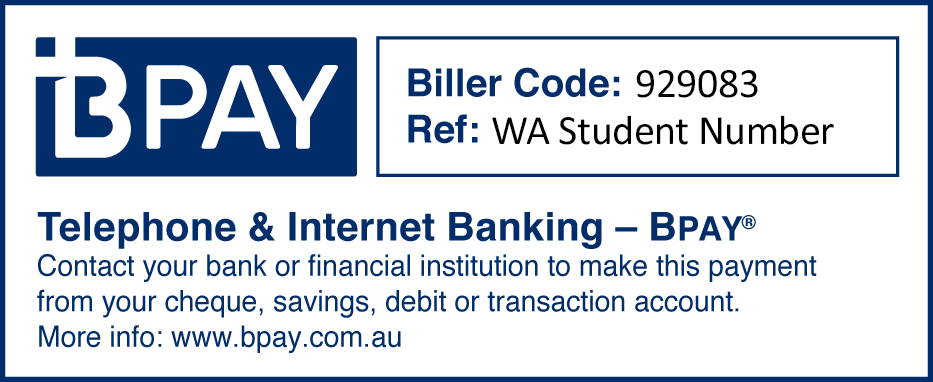 BPAY
Biller Code: 929083
Ref: WA Student Number
Telephone & Internet Banking – BPAY®
Contact your bank or financial institution to make this payment
from your cheque, savings, debit or transaction account.
More info: www.bpay.com.au